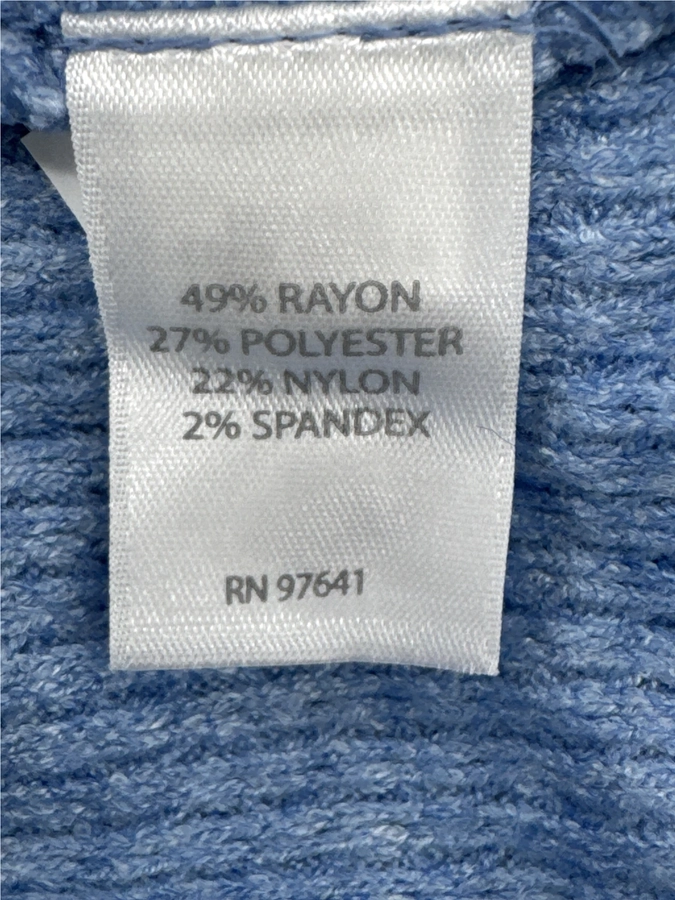 49% RAYON
27% POLYESTER
22% NYLON
2% SPANDEX
RN 97641